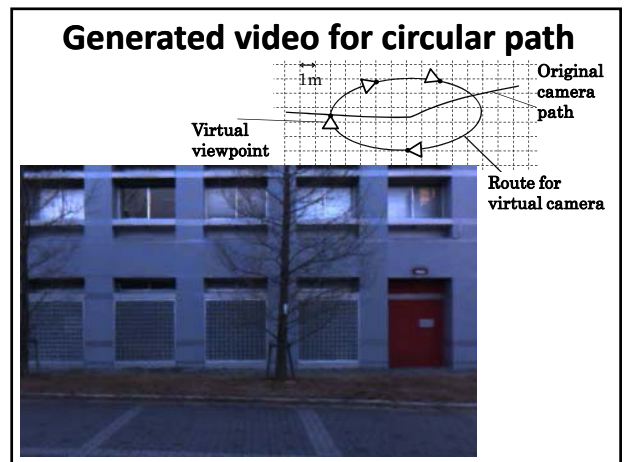 Generated video for circular path
1m
Original
camera
path
Virtual
viewpoint
Route for
virtual camera